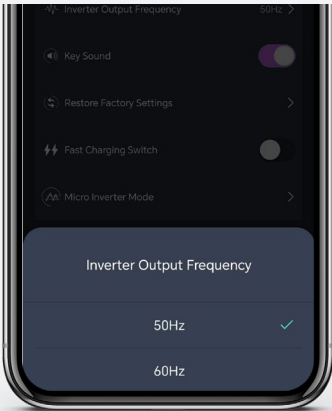 Inverter Output Frequency 50Hz
Key Sound
Restore Factory Settings
Fast Charging Switch
Micro Inverter Mode
Inverter Output Frequency
50Hz
60Hz